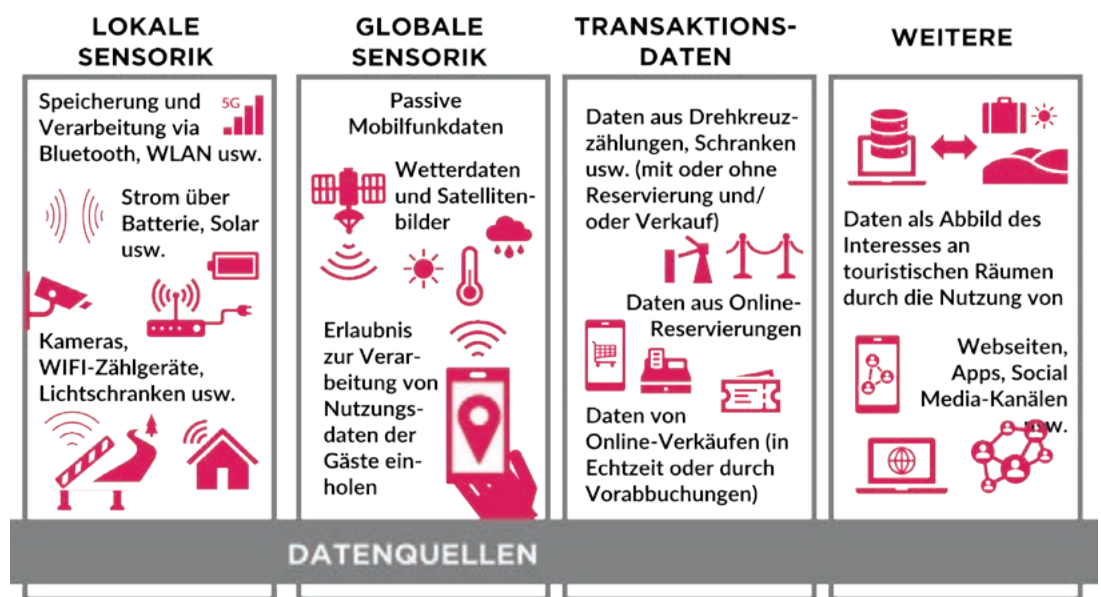 LOKALE
SENSORIK
Speicherung und
5G
Verarbeitung via
Bluetooth, WLAN usw.
Strom über
Batterie, Solar
usw.
Kameras,
WIFI-Zählgeräte,
Lichtschranken usw.
GLOBALE
SENSORIK
Passive
Mobilfunkdaten
Wetterdaten
und Satelliten-
bilder
Erlaubnis
zur Verar-
beitung von
Nutzungs-
daten der
Gäste ein-
holen
TRANSAKTIONS-
DATEN
Daten aus Drehkreuz-
zählungen, Schranken
usw. (mit oder ohne
Reservierung und/
oder Verkauf)
Daten aus Online-
Reservierungen
Daten von
Online-Verkäufen (in
Echtzeit oder durch
Vorabbuchungen)
WEITERE
Daten als Abbild des
Interesses an
touristischen Räumen
durch die Nutzung von
Webseiten,
Apps, Social
Media-Kanälen
usw.
DATENQUELLEN